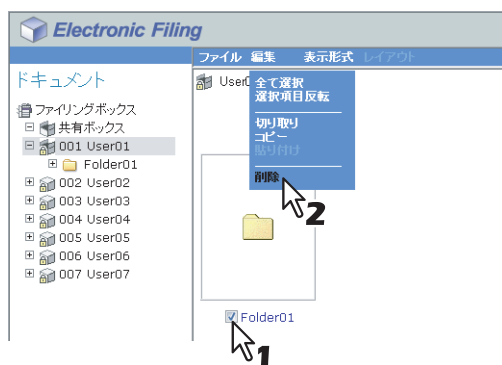 Electronic Filing
ファイル 編集 表示形式 レイアウト
ドキュメント
ファイリングボックス
共有ボックス
001 User01
Folder01
002 User02
003 User03
004 User04
005 User05
006 User06
007 User07
User
全て選択
選択項目反転
切り取り
コピー
貼り付け
削除
2
Folder01
1